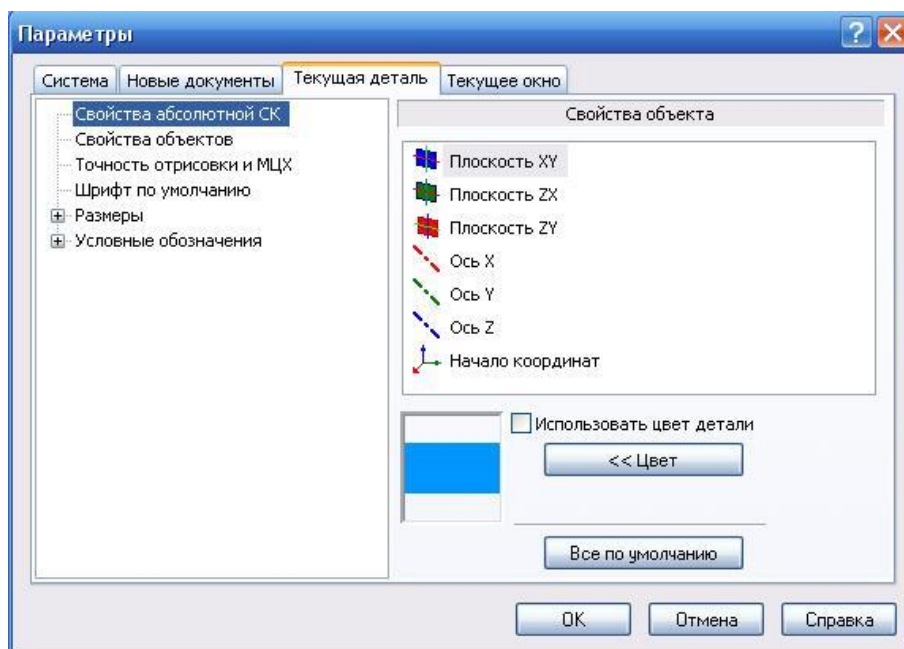 Параметры
Система
Новые документы
Текущая деталь
Текущее окно
Свойства абсолютной СК
Свойства объектов
Точность отрисовки и МЦХ
Шрифт по умолчанию
Размеры
Условные обозначения
Свойства объекта
Плоскость XY
Плоскость ZX
Плоскость ZY
Ось X
Ось Y
Ось Z
Начало координат
Использовать цвет детали
<< Цвет
Все по умолчанию
OK
Отмена
Справка